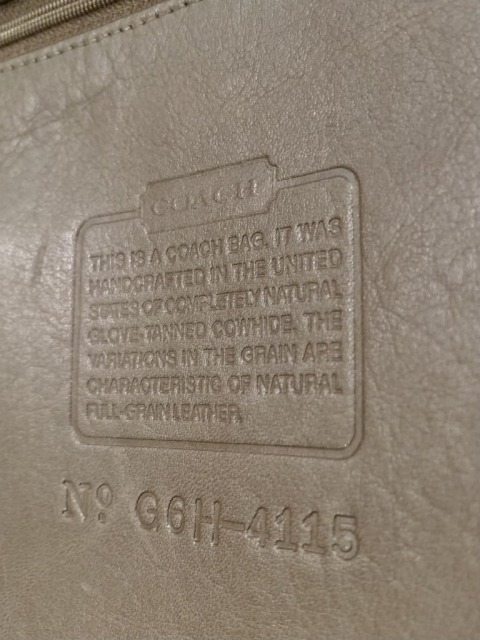 COACH
THIS IS A COACH BAG. IT WAS
HANDCRAFTED IN THE UNITED
STATES OF COMPLETELY NATURAL
GLOVE-TANNED COWHIDE. THE
VARIATIONS IN THE GRAIN ARE
CHARACTERISTIC OF NATURAL
FULL-GRAIN LEATHER.
Nº G6H-4115